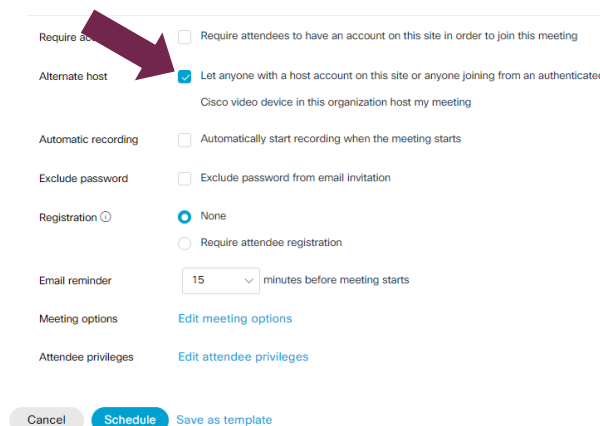 Require acc
Require attendees to have an account on this site in order to join this meeting
Alternate host
Let anyone with a host account on this site or anyone joining from an authenticated
Cisco video device in this organization host my meeting
Automatic recording
Automatically start recording when the meeting starts
Exclude password
Exclude password from email invitation
Registration ⓘ
None
Require attendee registration
Email reminder
15 minutes before meeting starts
Meeting options
Edit meeting options
Attendee privileges
Edit attendee privileges
Cancel Schedule Save as template